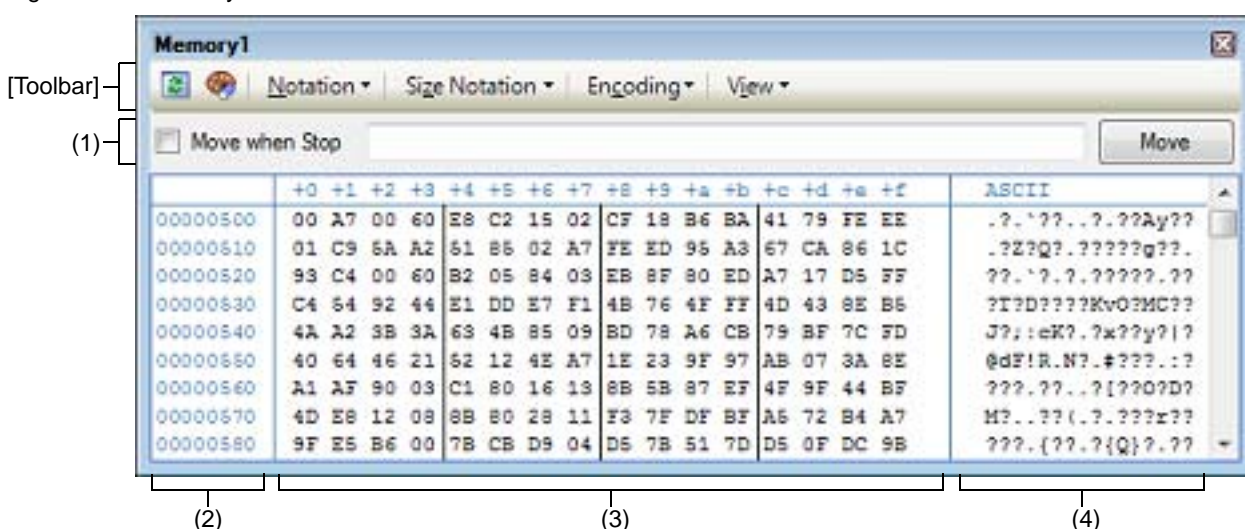 Memory1
[Toolbar]
Notation Size Notation Encoding View
(1)
Move when Stop Move
+0 +1 +2 +3 +4 +5 +6 +7 +8 +9 +a +b +c +d +e +f ASCII
00000500 00 A7 00 60 E8 C2 15 02 CF 18 B6 BA 41 79 FE EE .?.`??...?.??Ay??
00000510 01 C9 5A A2 51 85 02 A7 FE ED 95 A3 67 CA 86 1C .?Z?Q?.?????g??.
00000520 93 C4 00 60 B2 05 84 03 EB 8F 80 ED A7 17 D5 FF ??.`?.?.?????.??
00000530 C4 54 92 44 E1 DD E7 F1 4B 76 4F FF 4D 43 8E B5 ?T?D????KvO?MC??
00000540 4A A2 3B 3A 63 4B 85 09 BD 78 A6 CB 79 BF 7C FD J?;:cK?.?x??y?|?
00000550 40 64 46 21 52 12 4E A7 1E 23 9F 97 AB 07 3A 8E @dF!R.N?.#???.:?
00000560 A1 AF 90 03 C1 80 16 13 8B 5B 87 EF 4F 9F 44 BF ???.??..?[??O?D?
00000570 4D E8 12 08 8B 80 28 11 F3 7F DF BF A5 72 B4 A7 M?..??(.?.???r??
00000580 9F E5 B6 00 7B CB D9 04 D5 7B 51 7D D5 0F DC 9B ???.{??.?{Q}?.??
(2) (3) (4)